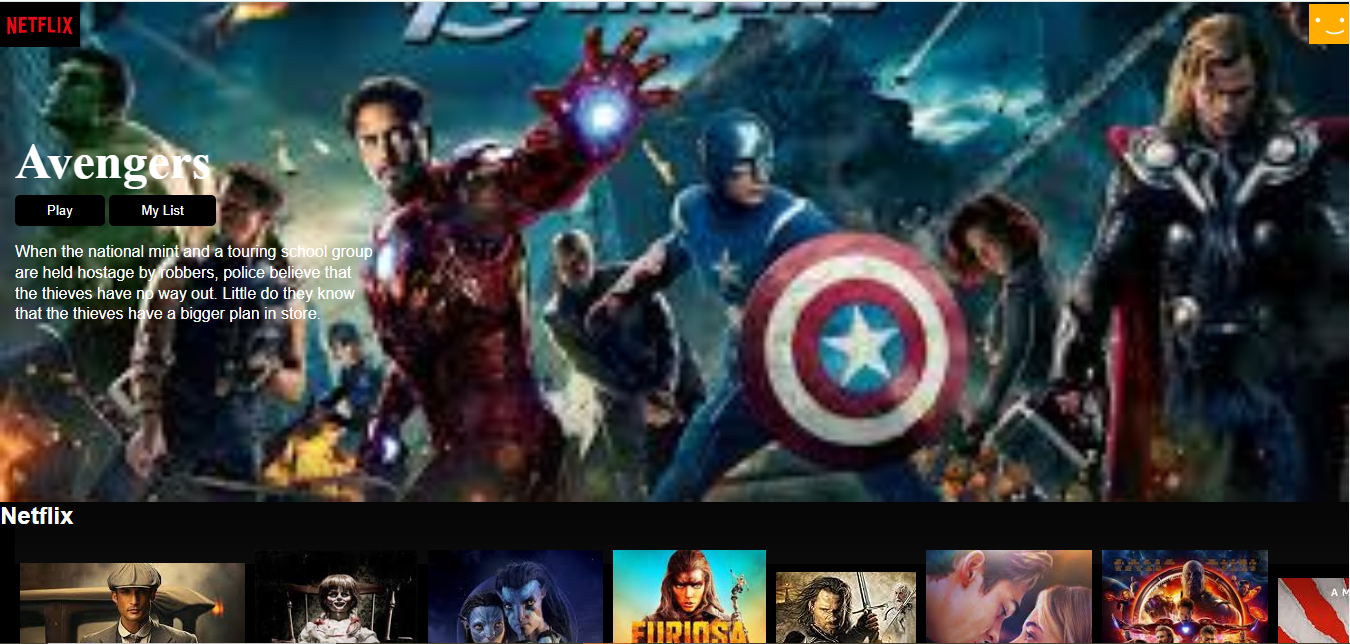 NETFLIX
Avengers
Play
My List
When the national mint and a touring school group
are held hostage by robbers, police believe that
the thieves have no way out. Little do they know
that the thieves have a bigger plan in store.
Netflix
FURIOSA
A M